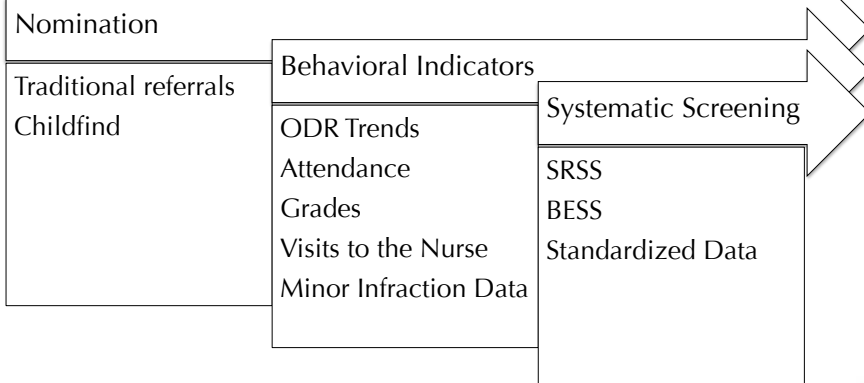 Nomination
Traditional referrals
Childfind
Behavioral Indicators
ODR Trends
Attendance
Grades
Visits to the Nurse
Minor Infraction Data
Systematic Screening
SRSS
BESS
Standardized Data